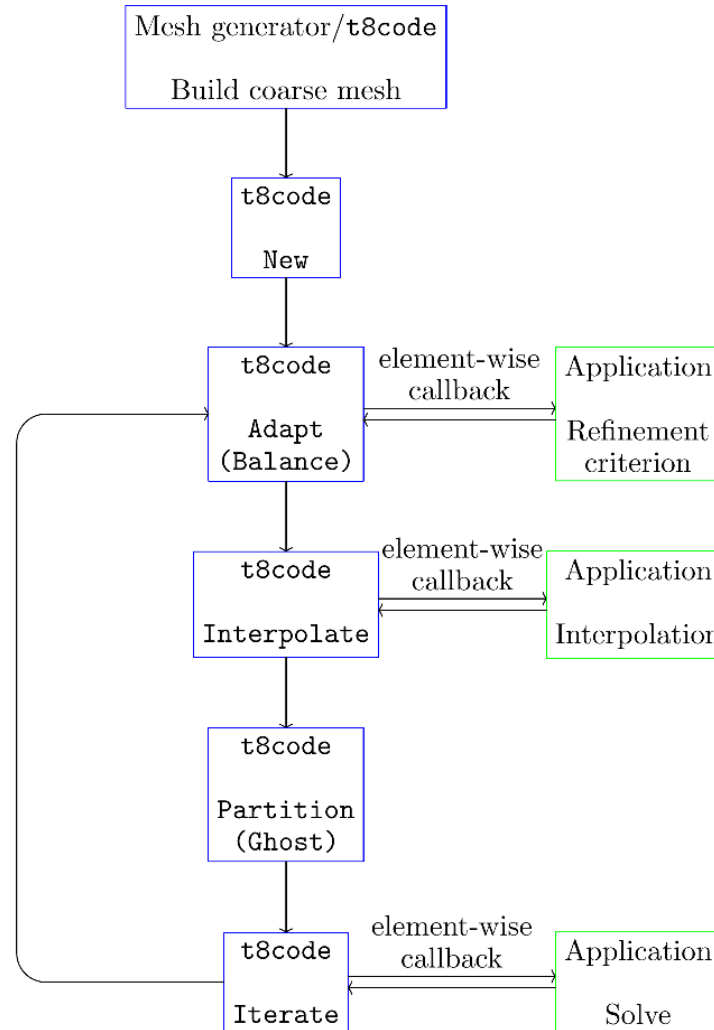 Mesh generator/t8code
Build coarse mesh
t8code
New
t8code
Adapt
(Balance)
element-wise
callback
Application
Refinement
criterion
t8code
Interpolate
element-wise
callback
Application
Interpolation
t8code
Partition
(Ghost)
t8code
Iterate
element-wise
callback
Application
Solve